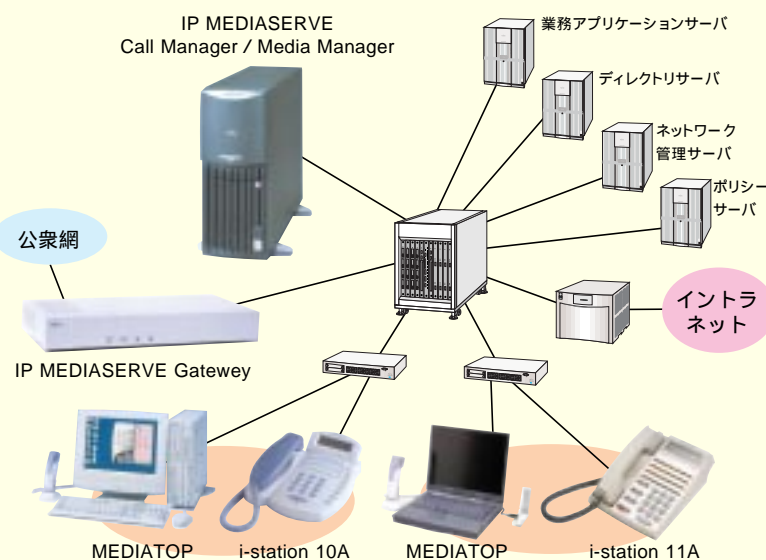 IP MEDIASERVE
Call Manager / Media Manager
業務アプリケーションサーバ
ディレクトリサーバ
ネットワーク
管理サーバ
ポリシー
サーバ
公衆網
イントラ
ネット
IP MEDIASERVE Gatewey
MEDIATOP
i-station 10A
MEDIATOP
i-station 11A